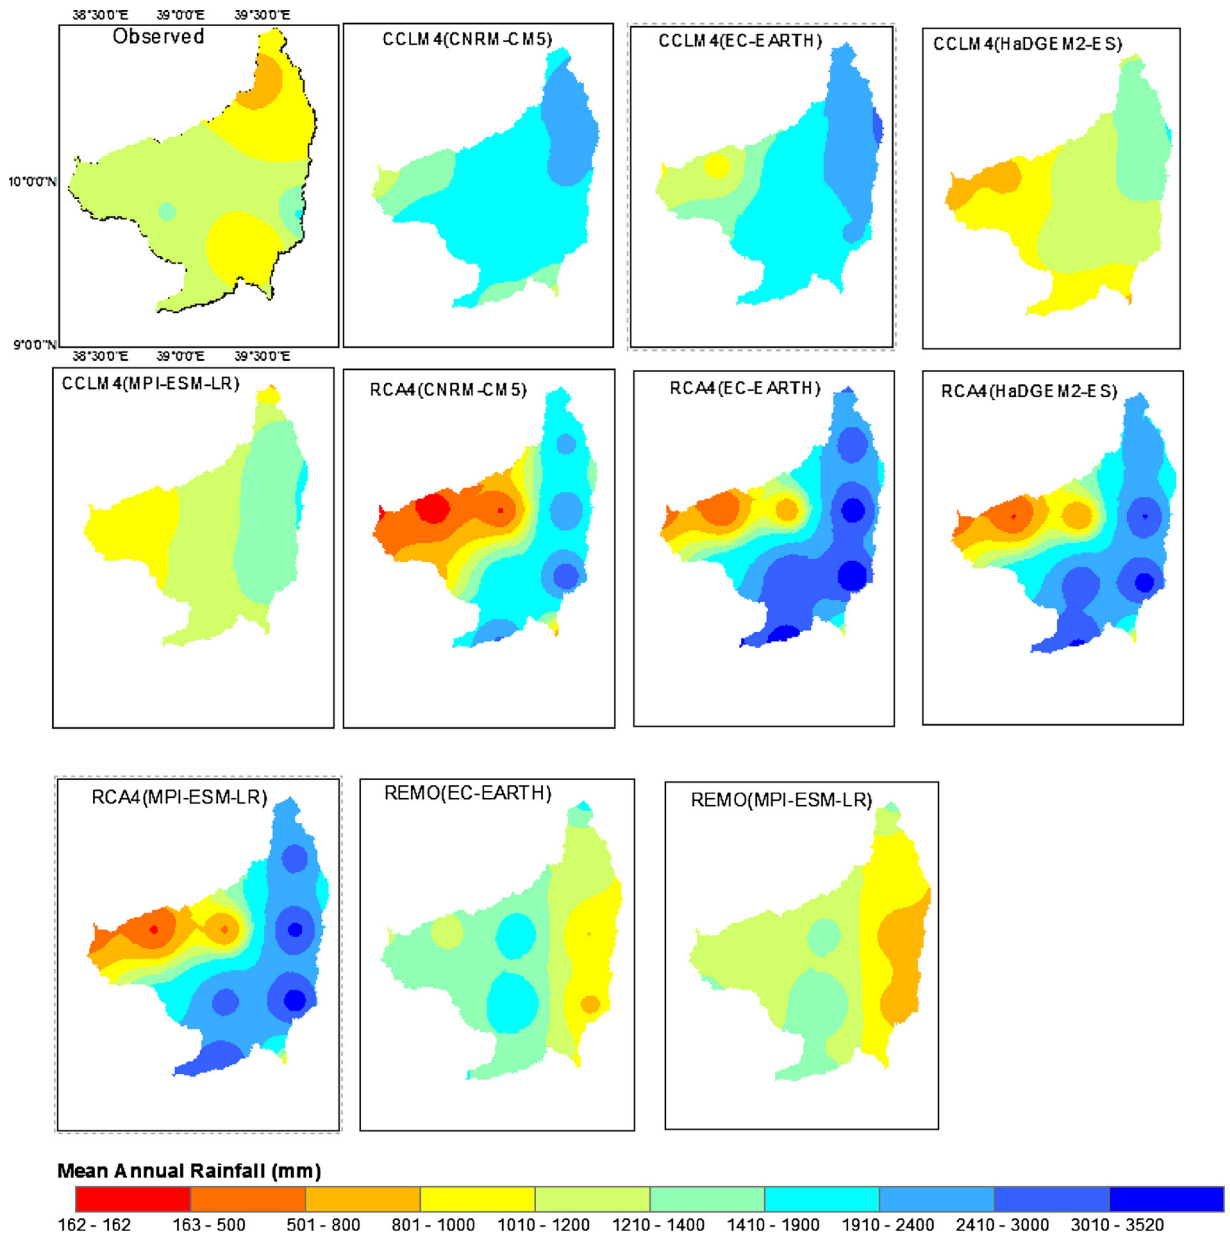 38°30'0"E 39°0'0"E 39°30'0"E
Observed
CCLM4(CNRM-CM5)
CCLM4(EC-EARTH)
CCLM4(HaDGEM2-ES)
10°0'0"N
9°0'0"N
38°30'0"E 39°0'0"E 39°30'0"E
CCLM4(MPI-ESM-LR)
RCA4(CNRM-CM5)
RCA4(EC-EARTH)
RCA4(HaDGEM2-ES)
RCA4(MPI-ESM-LR)
REMO(EC-EARTH)
REMO(MPI-ESM-LR)
Mean Annual Rainfall (mm)
162 - 162 163 - 500 501 - 800 801 - 1000 1010 - 1200 1210 - 1400 1410 - 1900 1910 - 2400 2410 - 3000 3010 - 3520